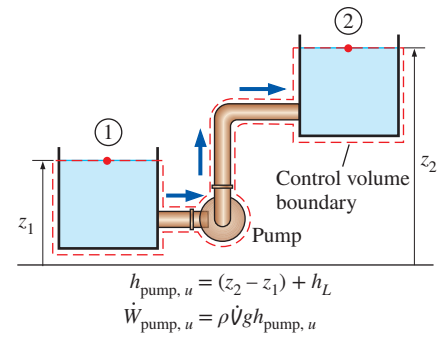 2
1
z₂
z₁
Control volume
boundary
Pump
h_pump, u = (z₂ – z₁) + h_L
Ẇ_pump, u = ρV̇gh_pump, u